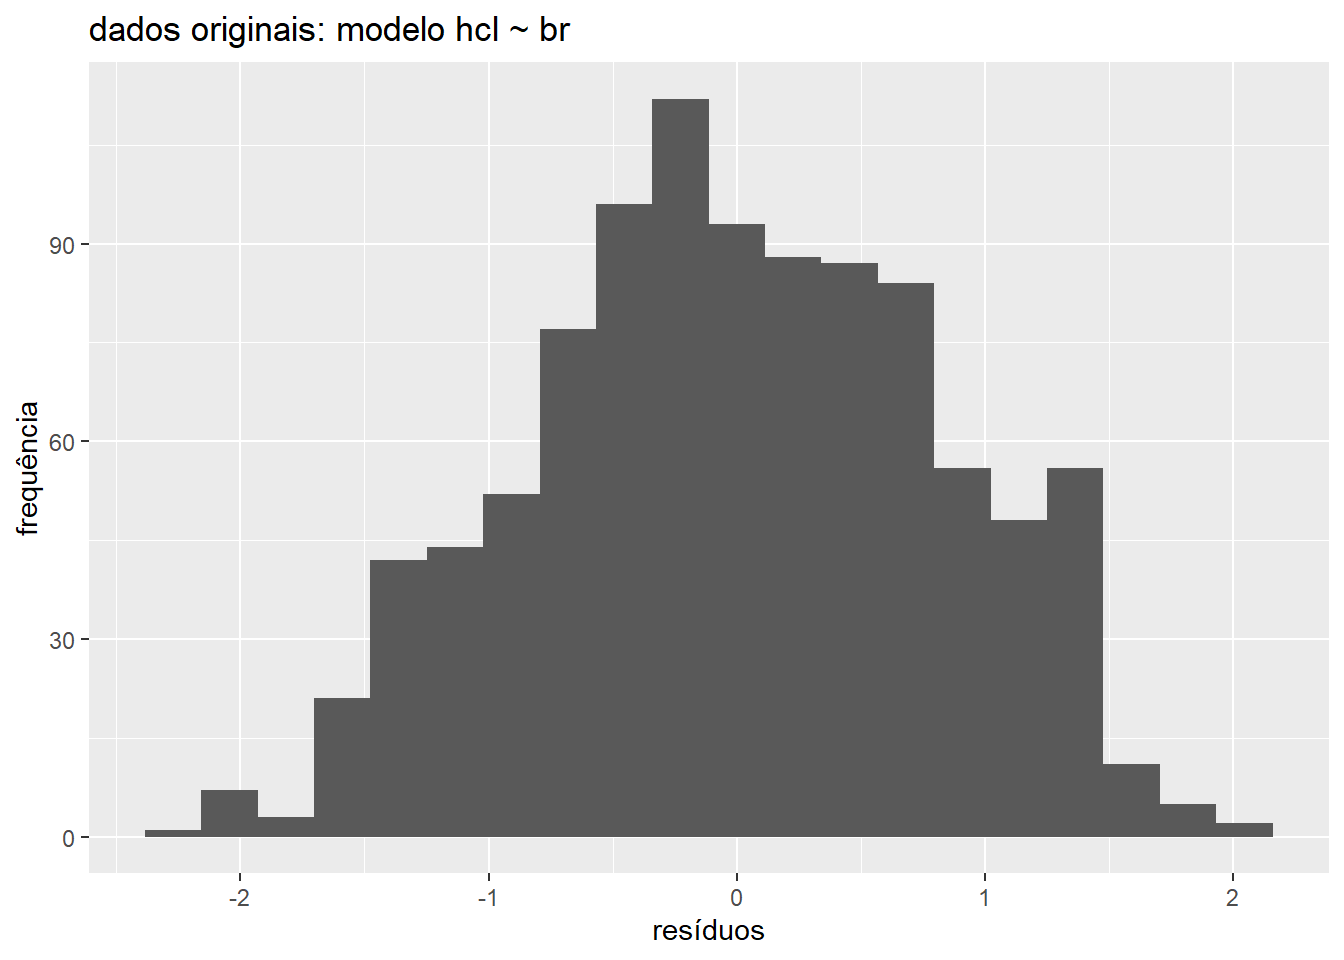 dados originais: modelo hcl ~ br
frequência
90
60
30
0
-2 -1 0 1 2
resíduos